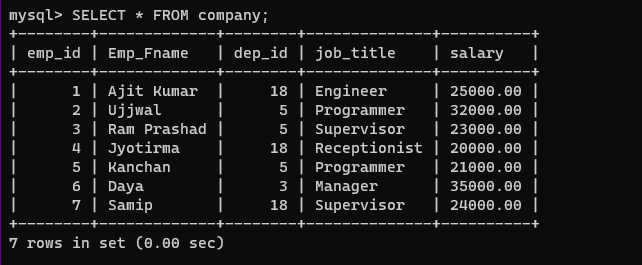 mysql> SELECT * FROM company;
+--------+-------------+--------+--------------+----------+
| emp_id | Emp_Fname   | dep_id | job_title    | salary   |
+--------+-------------+--------+--------------+----------+
|      1 | Ajit Kumar  |     18 | Engineer     | 25000.00 |
|      2 | Ujjwal      |      5 | Programmer   | 32000.00 |
|      3 | Ram Prashad |      5 | Supervisor   | 23000.00 |
|      4 | Jyotirma    |     18 | Receptionist | 20000.00 |
|      5 | Kanchan     |      5 | Programmer   | 21000.00 |
|      6 | Daya        |      3 | Manager      | 35000.00 |
|      7 | Samip       |     18 | Supervisor   | 24000.00 |
+--------+-------------+--------+--------------+----------+
7 rows in set (0.00 sec)